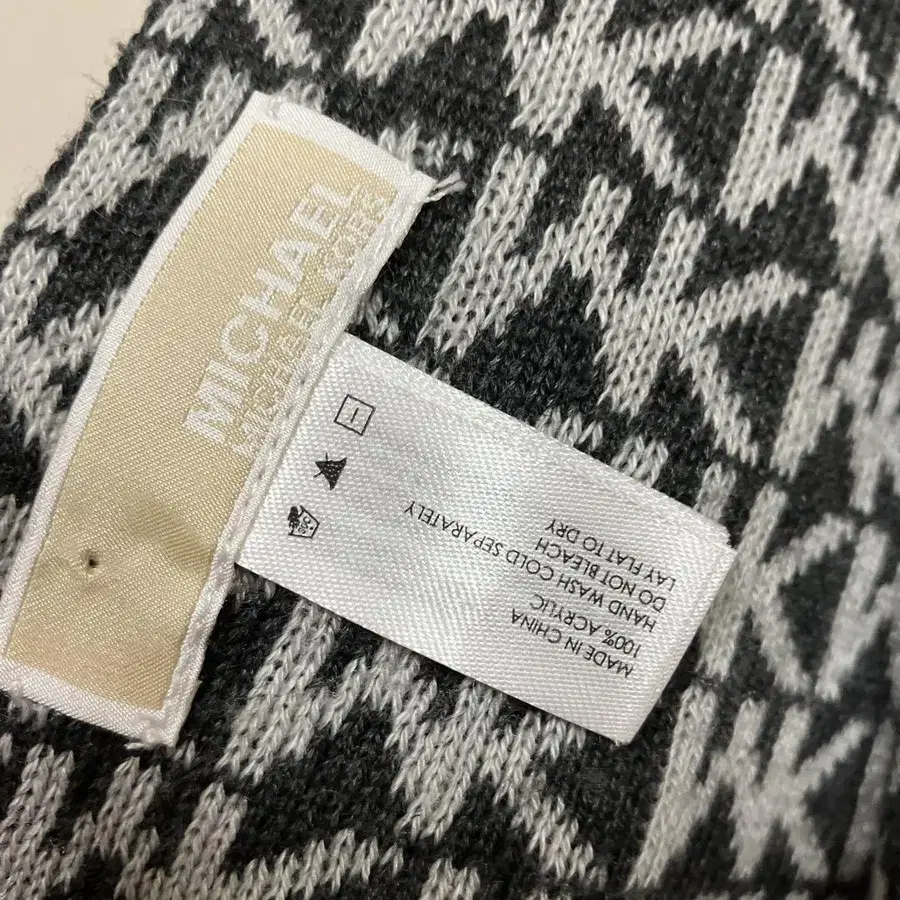 MICHAEL
MICHAEL KORS
MADE IN CHINA
100% ACRYLIC
HAND WASH COLD SEPARATELY
DO NOT BLEACH
LAY FLAT TO DRY